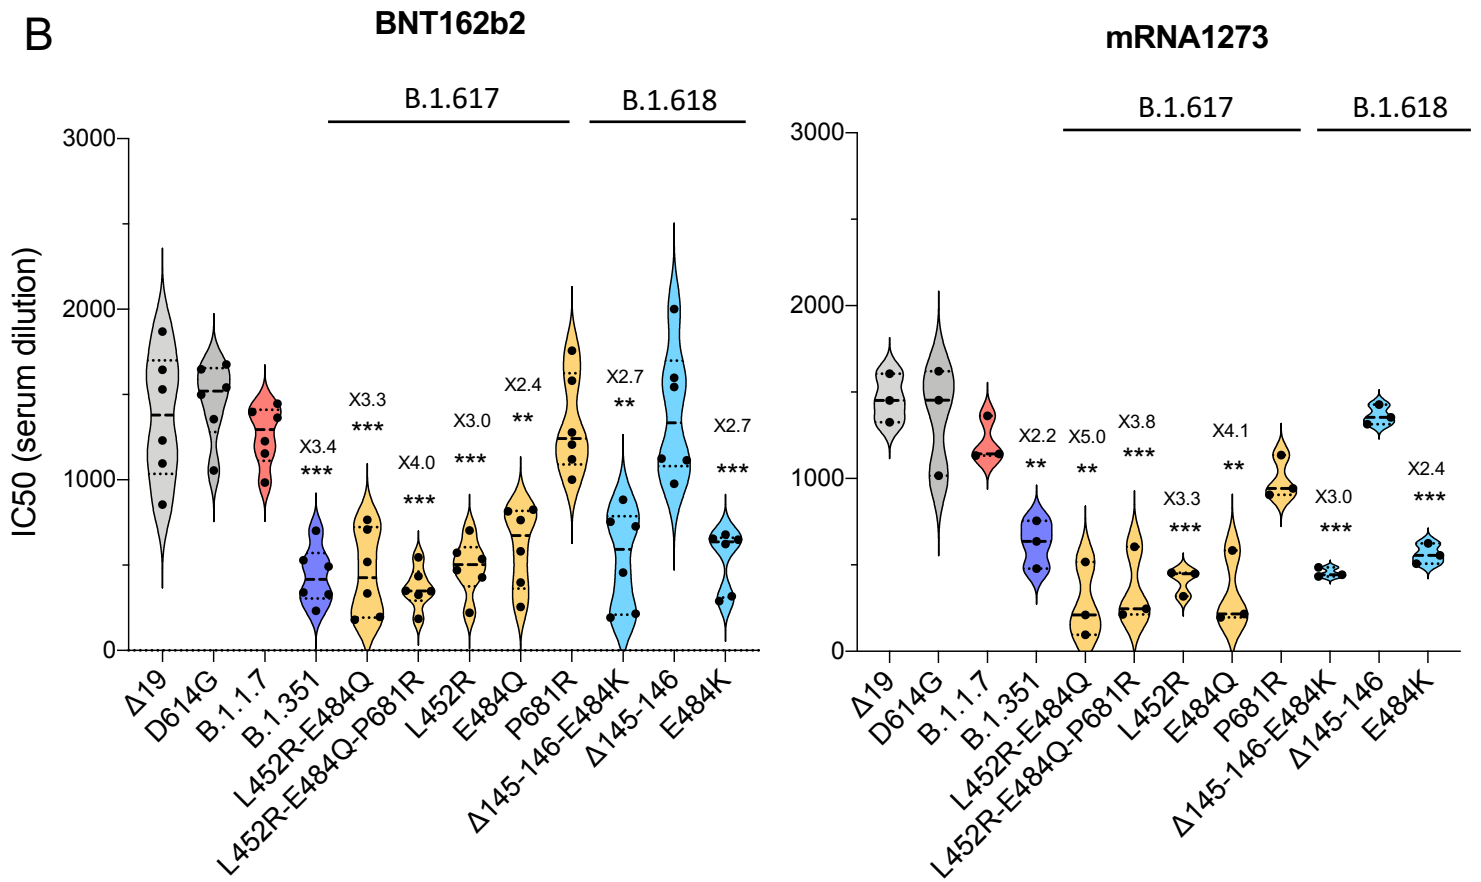 B
BNT162b2
B.1.617
B.1.618
IC50 (serum dilution)
3000
2000
1000
0
X3.4
***
X3.3
***
X4.0
***
X3.0
***
X2.4
**
X2.7
**
X2.7
***
Δ19
D614G
B.1.1.7
B.1.351
L452R-E484Q
L452R-E484Q-P681R
L452R
E484Q
P681R
Δ145-146-E484K
Δ145-146
E484K
mRNA1273
B.1.617
B.1.618
3000
2000
1000
0
X2.2
**
X5.0
**
X3.8
***
X3.3
***
X4.1
**
X3.0
***
X2.4
***
Δ19
D614G
B.1.1.7
B.1.351
L452R-E484Q
L452R-E484Q-P681R
L452R
E484Q
P681R
Δ145-146-E484K
Δ145-146
E484K